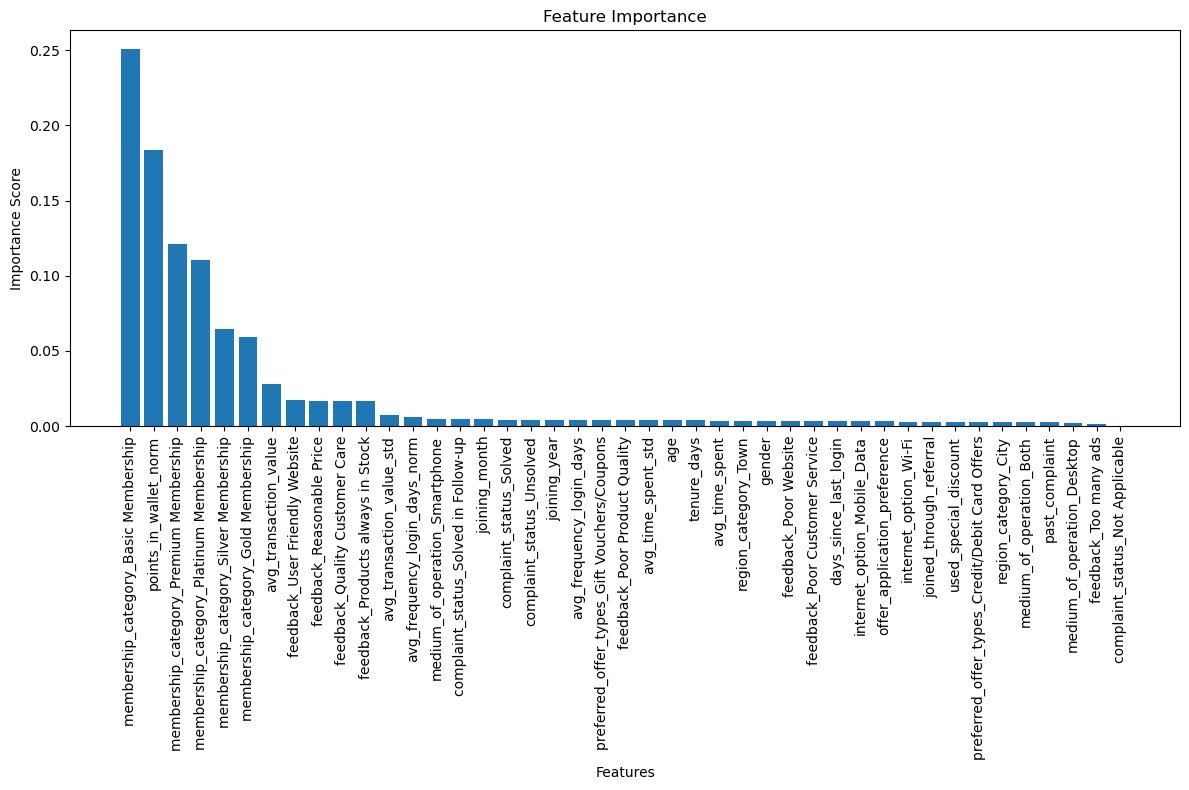 Feature Importance
Importance Score
0.25
0.20
0.15
0.10
0.05
0.00
membership_category_Basic Membership
points_in_wallet_norm
membership_category_Premium Membership
membership_category_Platinum Membership
membership_category_Silver Membership
membership_category_Gold Membership
avg_transaction_value
feedback_User Friendly Website
feedback_Reasonable Price
feedback_Quality Customer Care
feedback_Products always in Stock
avg_transaction_value_std
avg_frequency_login_days_norm
medium_of_operation_Smartphone
complaint_status_Solved in Follow-up
joining_month
complaint_status_Solved
complaint_status_Unsolved
joining_year
avg_frequency_login_days
preferred_offer_types_Gift Vouchers/Coupons
feedback_Poor Product Quality
avg_time_spent_std
age
tenure_days
avg_time_spent
region_category_Town
gender
feedback_Poor Website
feedback_Poor Customer Service
days_since_last_login
internet_option_Mobile_Data
offer_application_preference
internet_option_Wi-Fi
joined_through_referral
used_special_discount
preferred_offer_types_Credit/Debit Card Offers
region_category_City
medium_of_operation_Both
past_complaint
medium_of_operation_Desktop
feedback_Too many ads
complaint_status_Not Applicable
Features